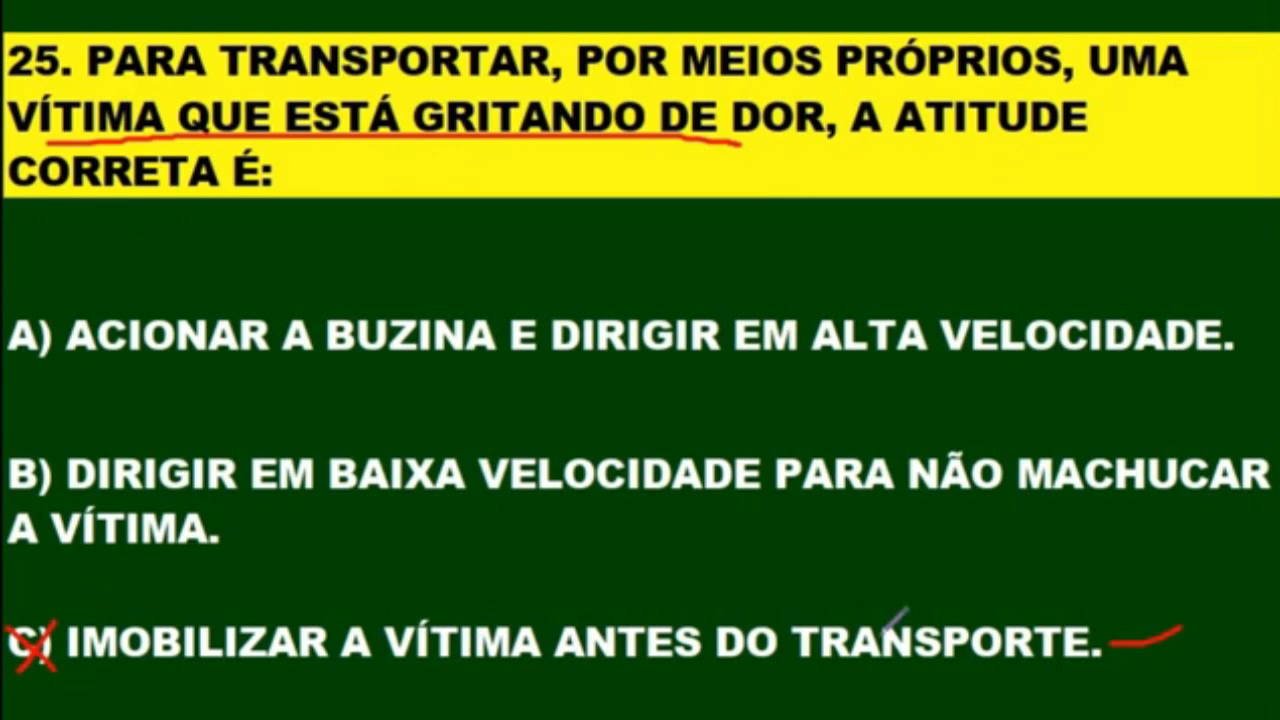 25. PARA TRANSPORTAR, POR MEIOS PRÓPRIOS, UMA
VÍTIMA QUE ESTÁ GRITANDO DE DOR, A ATITUDE
CORRETA É:
A) ACIONAR A BUZINA E DIRIGIR EM ALTA VELOCIDADE.
B) DIRIGIR EM BAIXA VELOCIDADE PARA NÃO MACHUCAR
A VÍTIMA.
C) IMOBILIZAR A VÍTIMA ANTES DO TRANSPORTE.